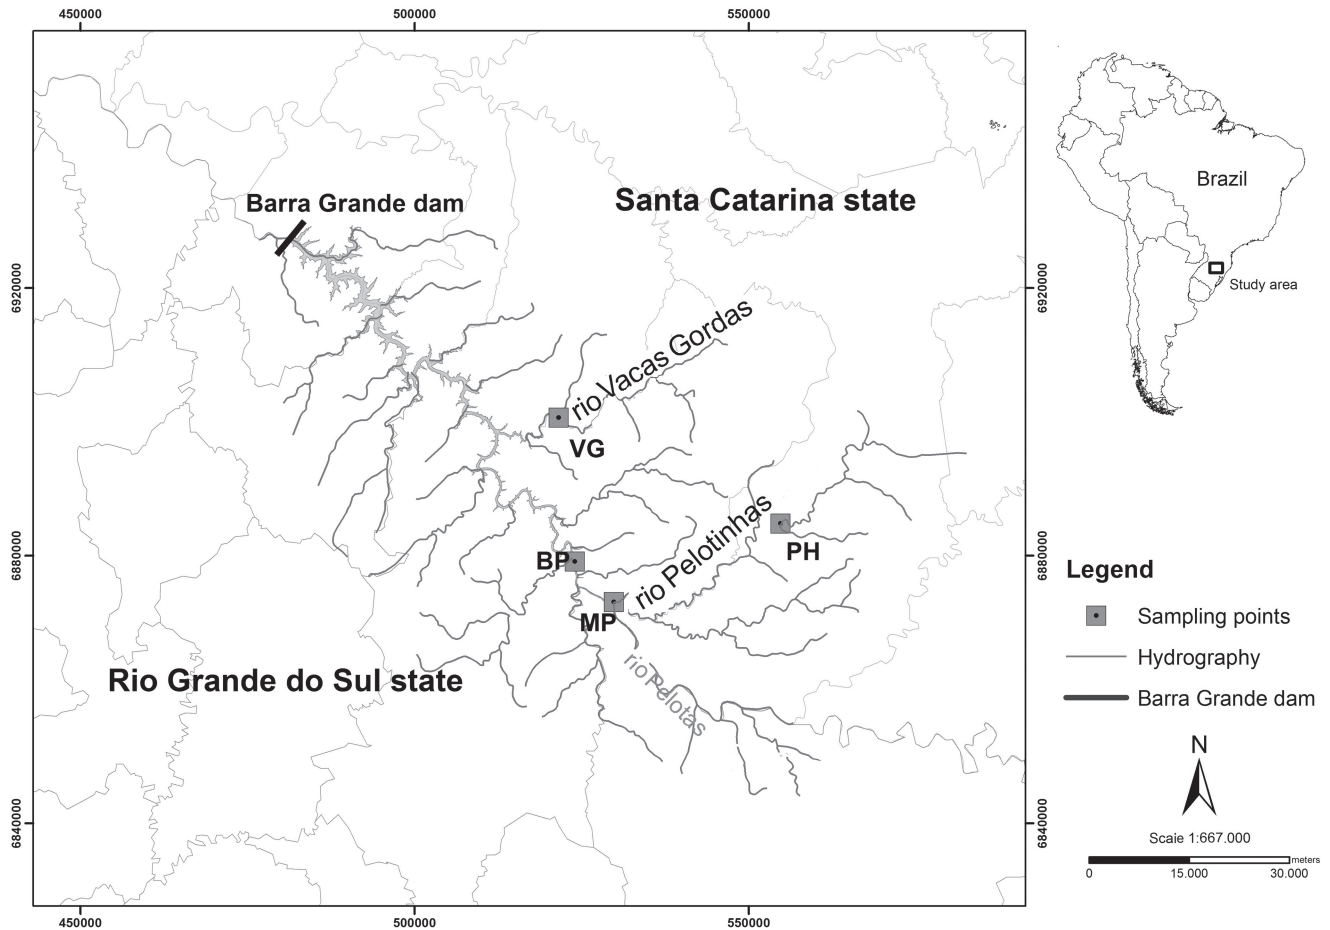 450000
500000
550000
Barra Grande dam
Santa Catarina state
Brazil
Study area
6920000
6920000
rio Vacas Gordas
VG
rio Pelotinhas
PH
BP
6880000
6880000
MP
rio Pelotas
Rio Grande do Sul state
Legend
Sampling points
Hydrography
Barra Grande dam
N
Scaie 1:667.000
meters
0
15.000
30.000
6840000
6840000
450000
500000
550000